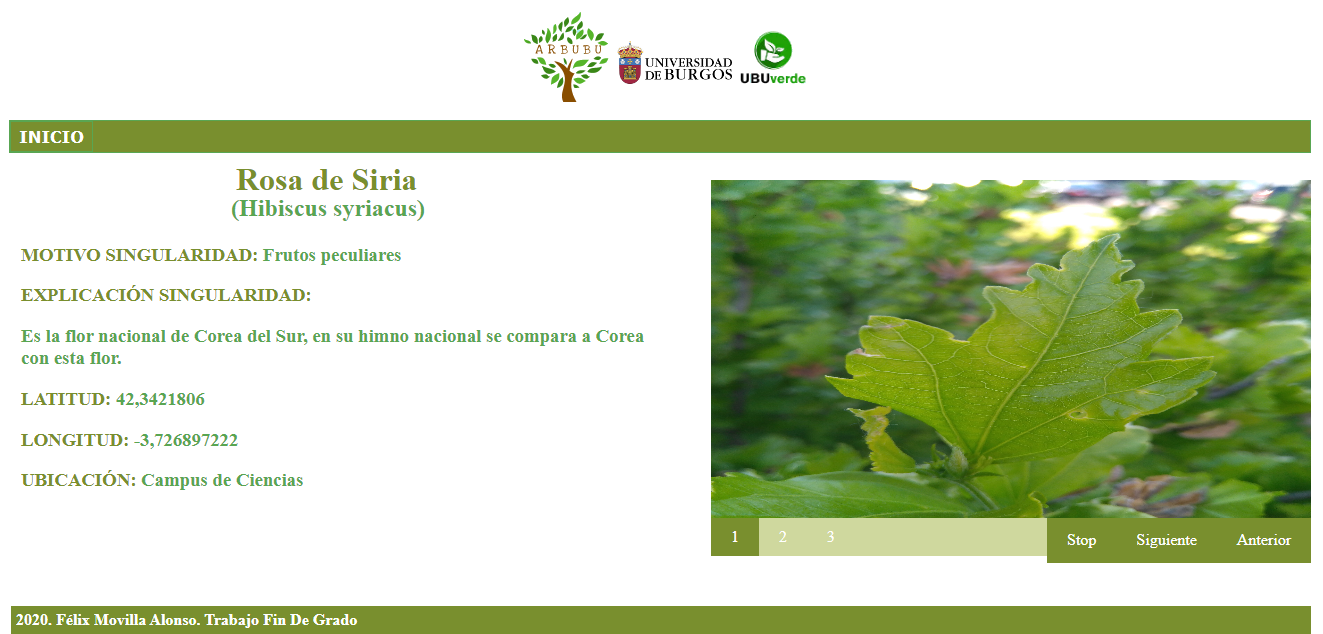 ARBUBU
UNIVERSIDAD
DE BURGOS
UBUverde
INICIO
Rosa de Siria
(Hibiscus syriacus)
MOTIVO SINGULARIDAD: Frutos peculiares
EXPLICACIÓN SINGULARIDAD:
Es la flor nacional de Corea del Sur, en su himno nacional se compara a Corea
con esta flor.
LATITUD: 42,3421806
LONGITUD: -3,726897222
UBICACIÓN: Campus de Ciencias
1 2 3 Stop Siguiente Anterior
2020. Félix Movilla Alonso. Trabajo Fin De Grado